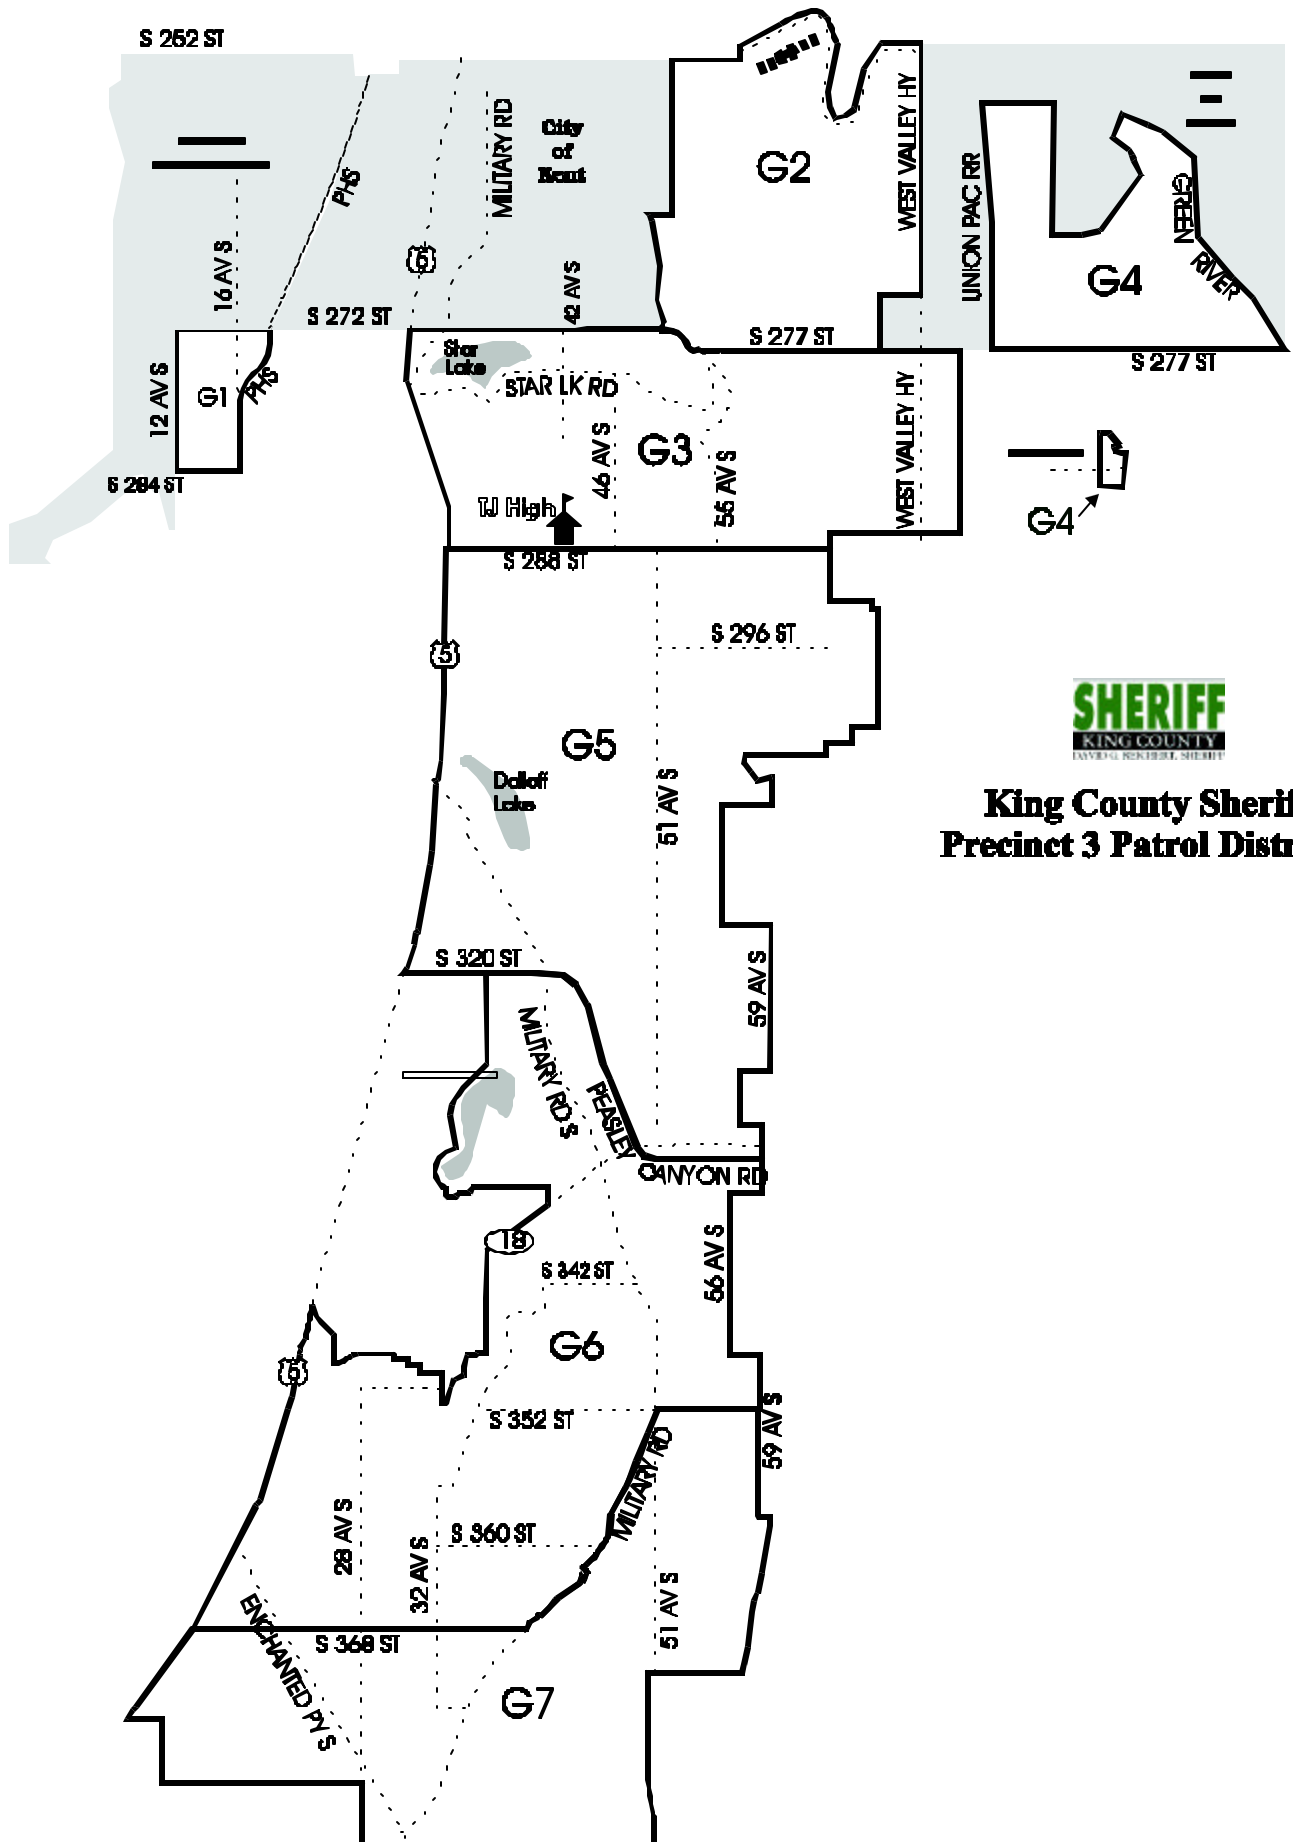 S 252 ST
MILITARY RD
City
of
Kent
PHS
G2
WEST VALLEY HY
UNION PAC RR
GREEN
RIVER
16 AV S
5
42 AV S
G4
S 272 ST
S 277 ST
S 277 ST
Star
Lake
STAR LK RD
12 AV S
G1
PHS
46 AV S
G3
55 AV S
WEST VALLEY HY
S 284 ST
TJ High
G4
S 288 ST
S 296 ST
5
SHERIFF
KING COUNTY
G5
Dolloff
Lake
51 AV S
King County Sherif
Precinct 3 Patrol Distr
S 320 ST
59 AV S
MILITARY RD S
PEASLEY
CANYON RD
18
56 AV S
S 342 ST
G6
5
S 352 ST
59 AV S
MILITARY RD
28 AV S
32 AV S
S 360 ST
51 AV S
ENCHANTED PY S
S 368 ST
G7